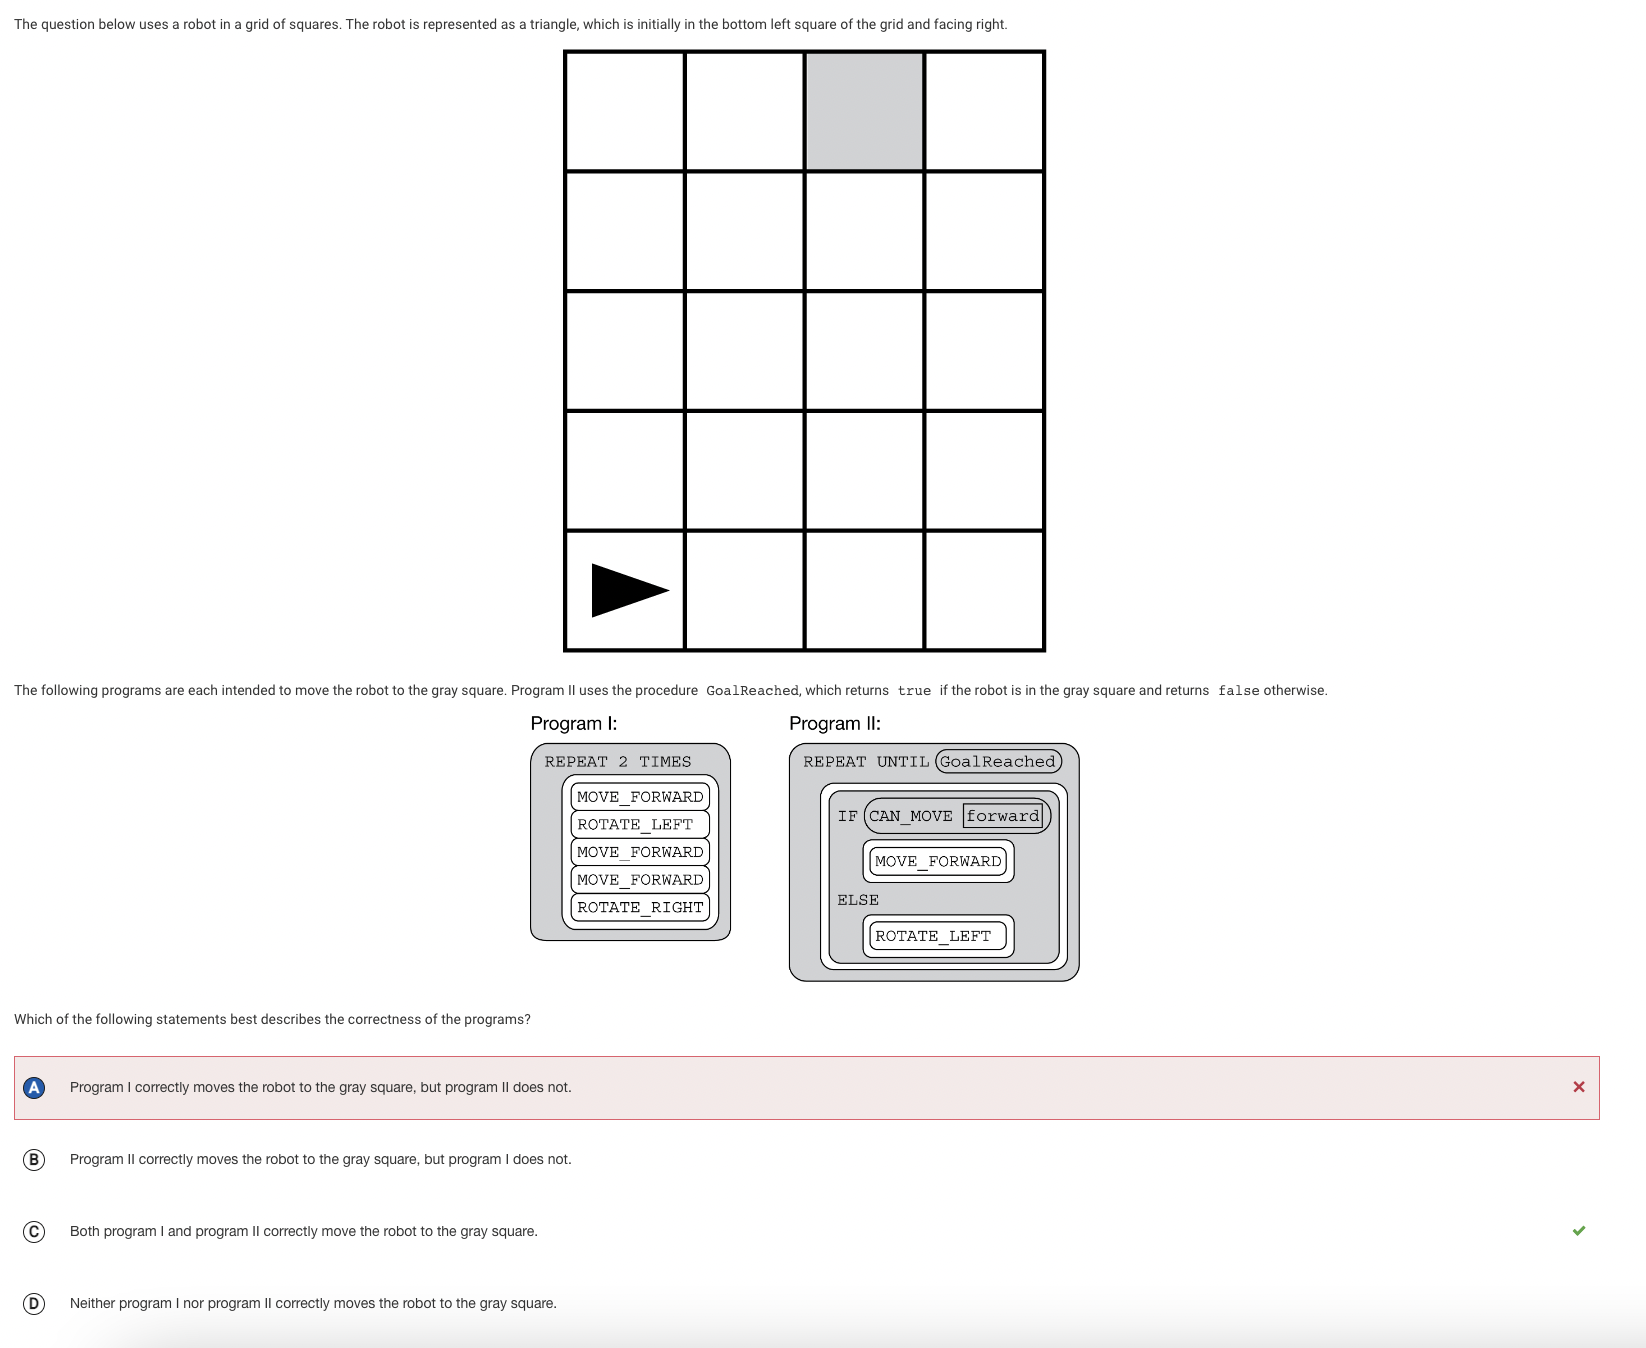 The question below uses a robot in a grid of squares. The robot is represented as a triangle, which is initially in the bottom left square of the grid and facing right.
The following programs are each intended to move the robot to the gray square. Program II uses the procedure GoalReached, which returns true if the robot is in the gray square and returns false otherwise.
Program I:
REPEAT 2 TIMES
MOVE_FORWARD
ROTATE_LEFT
MOVE_FORWARD
MOVE_FORWARD
ROTATE_RIGHT
Program II:
REPEAT UNTIL GoalReached
IF CAN_MOVE forward
MOVE_FORWARD
ELSE
ROTATE_LEFT
Which of the following statements best describes the correctness of the programs?
A Program I correctly moves the robot to the gray square, but program II does not.
B Program II correctly moves the robot to the gray square, but program I does not.
C Both program I and program II correctly move the robot to the gray square.
D Neither program I nor program II correctly moves the robot to the gray square.